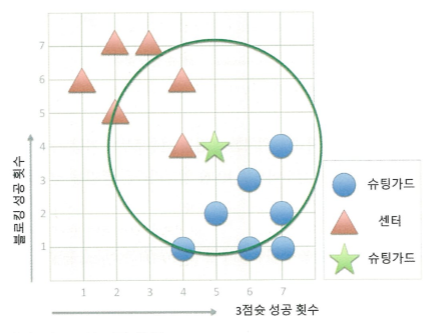 7
6
5
4
3
2
1
블로킹 성공 횟수
1 2 3 4 5 6 7
3점슛 성공 횟수
슈팅가드
센터
슈팅가드